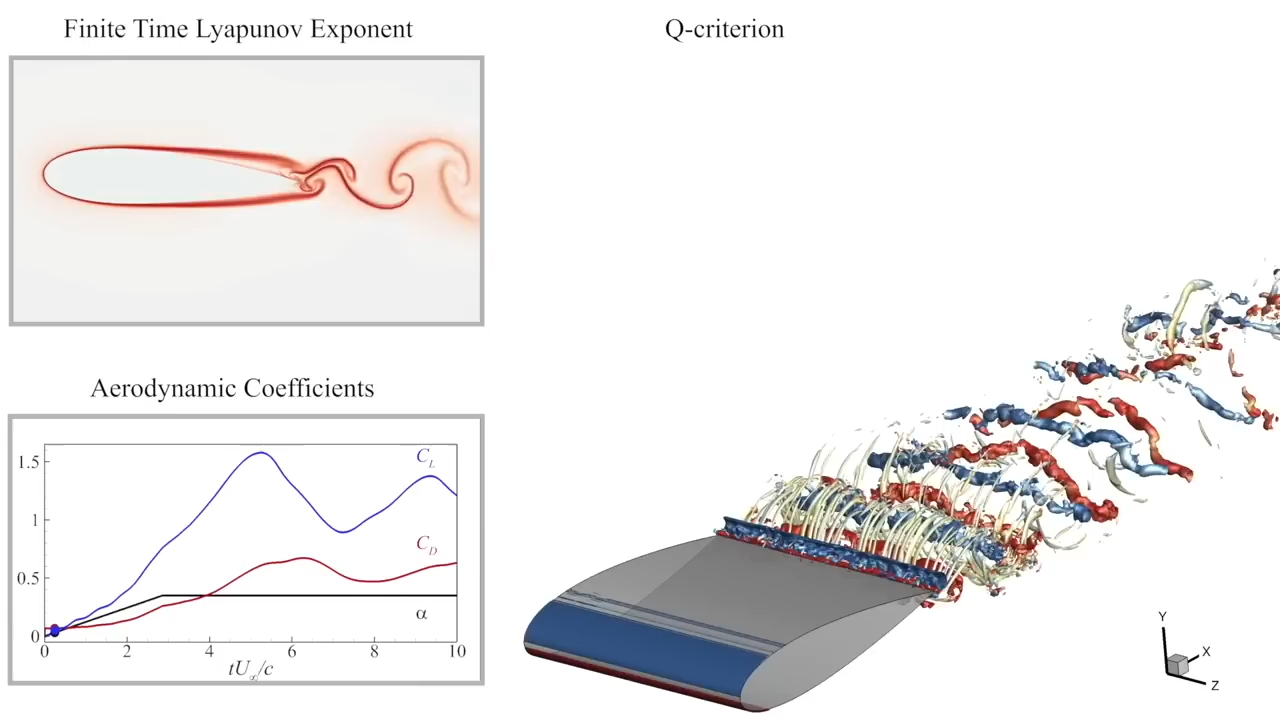 Finite Time Lyapunov Exponent
Q-criterion
Aerodynamic Coefficients
1.5
1
0.5
0
C_L
C_D
α
0 2 4 6 8 10
tU∞/c
Y
X
Z